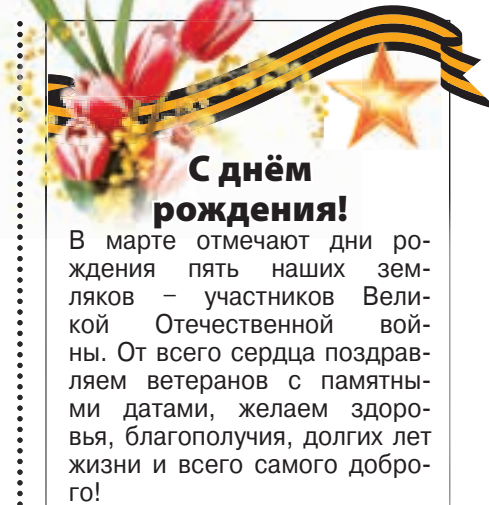 С днём
рождения!
В марте отмечают дни ро-
ждения пять наших зем-
ляков – участников Вели-
кой Отечественной вой-
ны. От всего сердца поздрав-
ляем ветеранов с памятны-
ми датами, желаем здоро-
вья, благополучия, долгих лет
жизни и всего самого добро-
го!